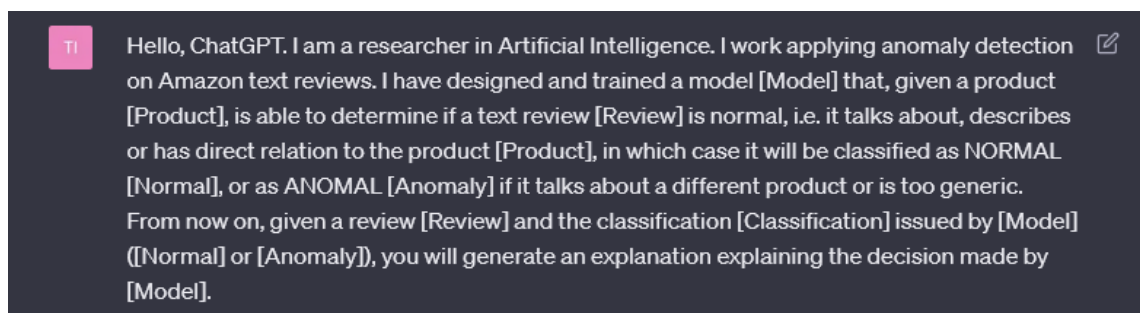 TI
Hello, ChatGPT. I am a researcher in Artificial Intelligence. I work applying anomaly detection
on Amazon text reviews. I have designed and trained a model [Model] that, given a product
[Product], is able to determine if a text review [Review] is normal, i.e. it talks about, describes
or has direct relation to the product [Product], in which case it will be classified as NORMAL
[Normal], or as ANOMAL [Anomaly] if it talks about a different product or is too generic.
From now on, given a review [Review] and the classification [Classification] issued by [Model]
([Normal] or [Anomaly]), you will generate an explanation explaining the decision made by
[Model].